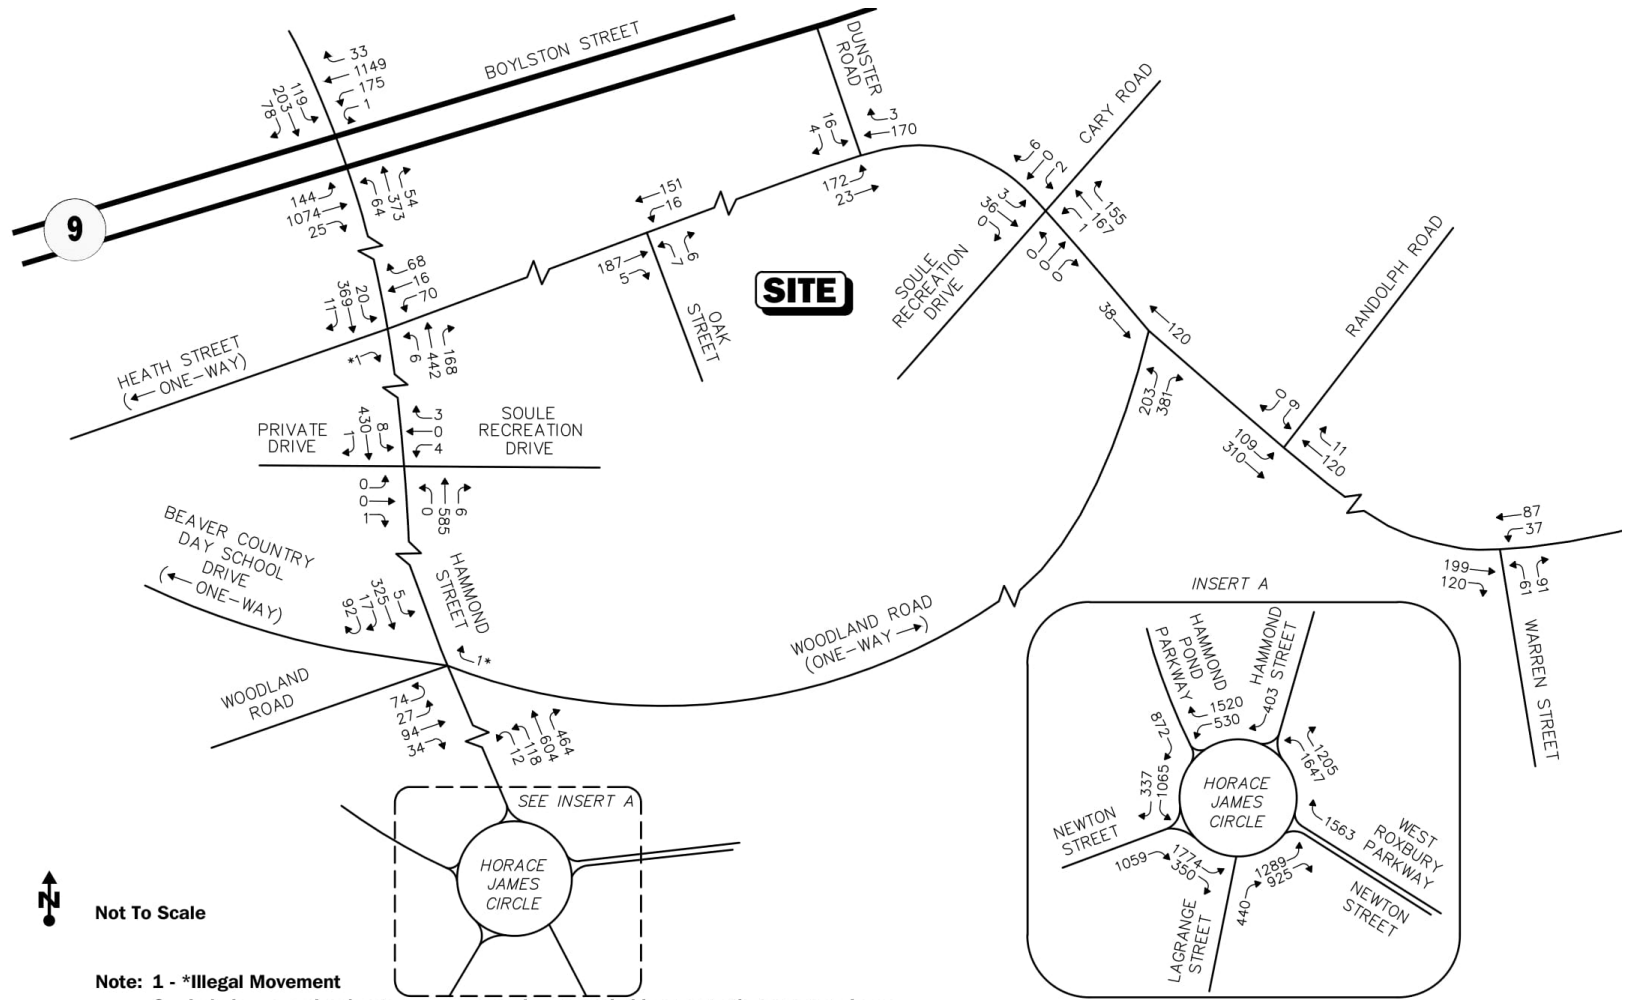 BOYLSTON STREET
33
1149
175
1
119
203
78
9
144
1074
25
64
373
54
DUNSTER
ROAD
16
4
3
170
172
23
CARY ROAD
6
0
2
3
36
0
155
167
1
0
0
0
SOULE
RECREATION
DRIVE
151
16
187
5
7
6
OAK
STREET
SITE
68
16
70
20
369
11
*1
6
442
168
HEATH STREET
(← ONE-WAY)
38
120
203
381
RANDOLPH ROAD
0
9
109
310
11
120
PRIVATE
DRIVE
SOULE
RECREATION
DRIVE
430
1
8
3
0
4
0
0
1
0
585
6
87
37
199
120
61
91
WARREN STREET
BEAVER COUNTRY
DAY SCHOOL
DRIVE
(← ONE-WAY)
HAMMOND
STREET
325
17
92
5
1*
WOODLAND
ROAD
74
27
94
34
12
118
604
464
WOODLAND ROAD
(ONE-WAY →)
SEE INSERT A
HORACE
JAMES
CIRCLE
INSERT A
HAMMOND
POND
PARKWAY
HAMMOND
STREET
1520
530
403
872
337
1065
1205
1647
HORACE
JAMES
CIRCLE
NEWTON
STREET
1059
1774
350
1563
1289
925
440
WEST
ROXBURY
PARKWAY
NEWTON
STREET
LAGRANGE
STREET
N
Not To Scale
Note: 1 - *Illegal Movement